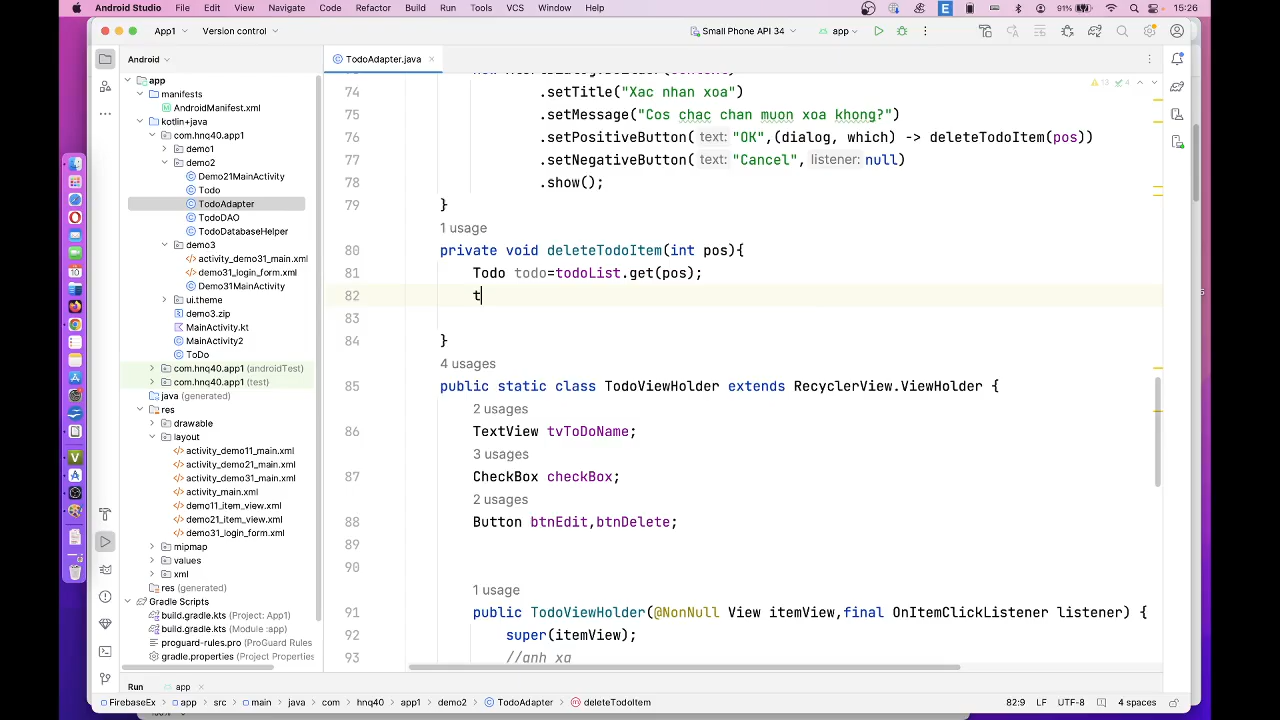 Android Studio File Edit View Navigate Code Refactor Build Run Tools VCS Window Help 91% 15:26
App1 Version control Small Phone API 34 app
Android
TodoAdapter.java
app
manifests
AndroidManifest.xml
kotlin+java
com.hnq40.app1
demo1
demo2
Demo21MainActivity
Todo
TodoAdapter
TodoDAO
TodoDatabaseHelper
demo3
activity_demo31_main.xml
demo31_login_form.xml
Demo31MainActivity
ui.theme
demo3.zip
MainActivity.kt
MainActivity2
ToDo
com.hnq40.app1 (androidTest)
com.hnq40.app1 (test)
java (generated)
res
drawable
layout
activity_demo11_main.xml
activity_demo21_main.xml
activity_demo31_main.xml
activity_main.xml
demo11_item_view.xml
demo21_item_view.xml
demo31_login_form.xml
mipmap
values
xml
res (generated)
Gradle Scripts
build.gradle.kts (Project: App1)
build.gradle.kts (Module :app)
proguard-rules.pro (ProGuard Rules
gradle.properties (Project Properties
13 4
74 .setTitle("Xac nhan xoa")
75 .setMessage("Cos chac chan muon xoa khong?")
76 .setPositiveButton( text: "OK",(dialog, which) -> deleteTodoItem(pos))
77 .setNegativeButton( text: "Cancel", listener: null)
78 .show();
79 }
1 usage
80 private void deleteTodoItem(int pos){
81 Todo todo=todoList.get(pos);
82 t
83
84 }
4 usages
85 public static class TodoViewHolder extends RecyclerView.ViewHolder {
2 usages
86 TextView tvToDoName;
3 usages
87 CheckBox checkBox;
2 usages
88 Button btnEdit,btnDelete;
89
90
1 usage
91 public TodoViewHolder(@NonNull View itemView,final OnItemClickListener listener) {
92 super(itemView);
93 //anh xa
Run app
FirebaseEx app src main java com hnq40 app1 demo2 TodoAdapter deleteTodoItem 82:9 LF UTF-8 4 spaces